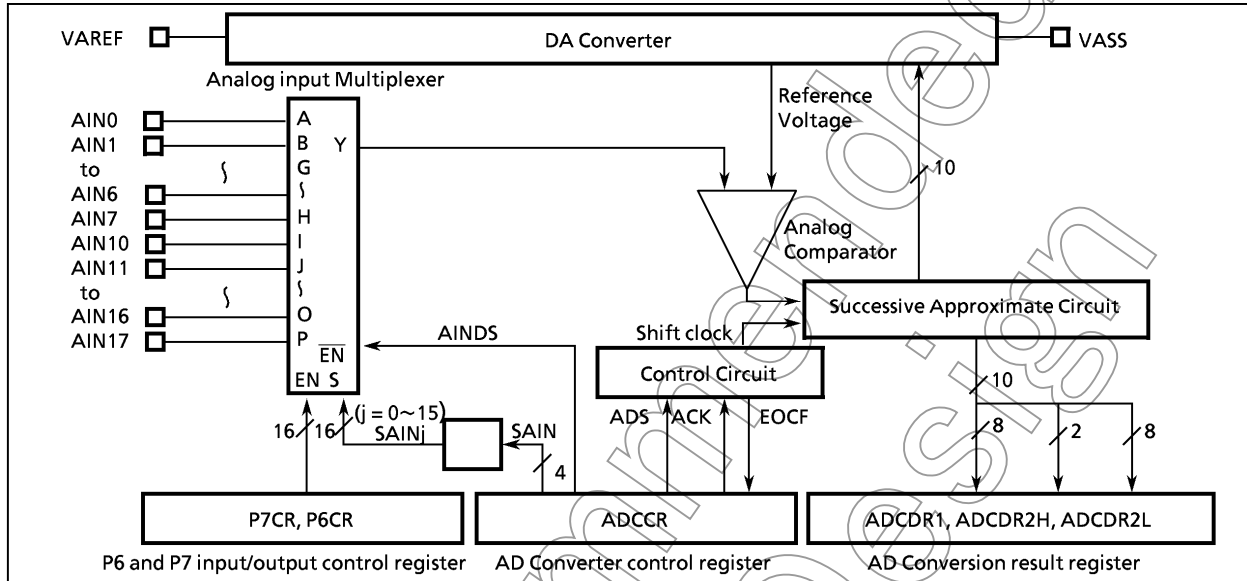 VAREF
DA Converter
VASS
Analog input Multiplexer
Reference
Voltage
AIN0
A
AIN1
B
Y
to
G
10
AIN6
AIN7
H
Analog
Comparator
AIN10
I
AIN11
J
to
Successive Approximate Circuit
AIN16
O
AINDS
Shift clock
AIN17
P
EN
EN S
Control Circuit
10
(j = 0~15)
ADS
ACK
EOCF
16
16
SAINj
SAIN
8
2
8
4
P7CR, P6CR
ADCCR
ADCDR1, ADCDR2H, ADCDR2L
P6 and P7 input/output control register
AD Converter control register
AD Conversion result register